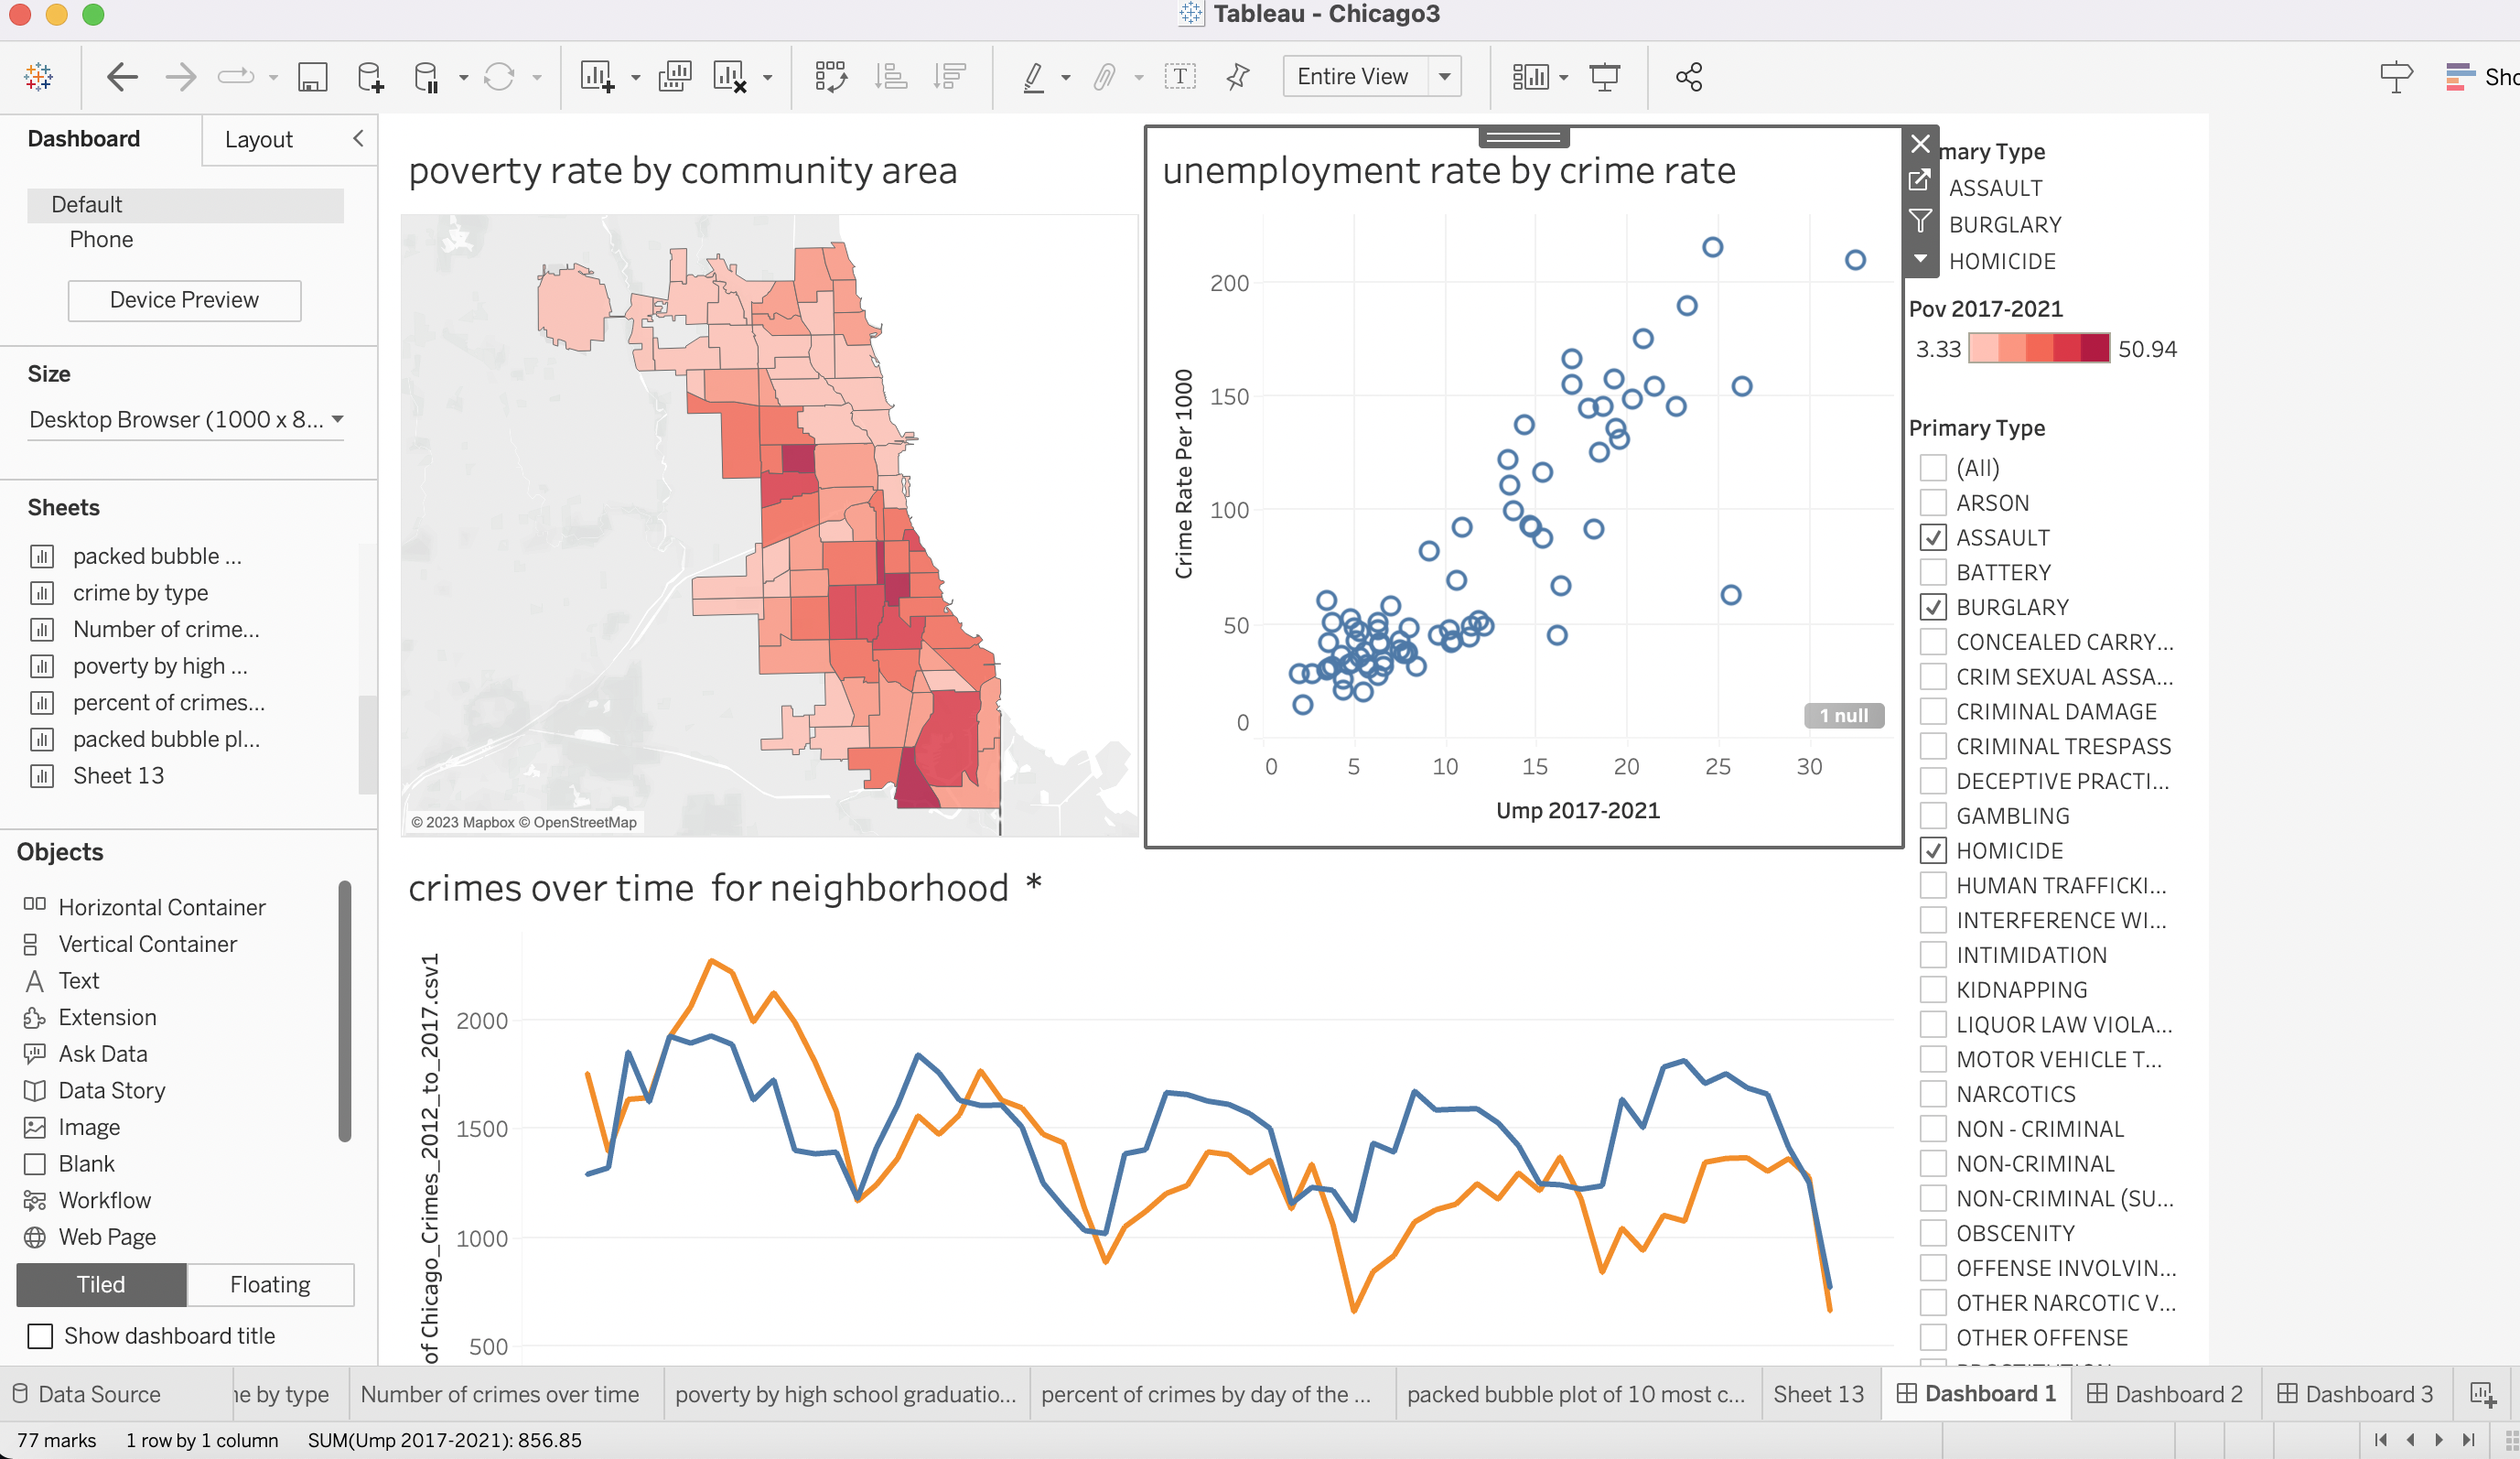 Tableau - Chicago3
Entire View
Sho
Dashboard
Layout
Default
Phone
Device Preview
Size
Desktop Browser (1000 x 8...
Sheets
packed bubble ...
crime by type
Number of crime...
poverty by high ...
percent of crimes...
packed bubble pl...
Sheet 13
Objects
Horizontal Container
Vertical Container
Text
Extension
Ask Data
Data Story
Image
Blank
Workflow
Web Page
Tiled
Floating
Show dashboard title
poverty rate by community area
© 2023 Mapbox © OpenStreetMap
unemployment rate by crime rate
Crime Rate Per 1000
200
150
100
50
0
0 5 10 15 20 25 30
Ump 2017-2021
1 null
crimes over time for neighborhood *
of Chicago_Crimes_2012_to_2017.csv1
2000
1500
1000
500
mary Type
ASSAULT
BURGLARY
HOMICIDE
Pov 2017-2021
3.33 50.94
Primary Type
(All)
ARSON
ASSAULT
BATTERY
BURGLARY
CONCEALED CARRY...
CRIM SEXUAL ASSA...
CRIMINAL DAMAGE
CRIMINAL TRESPASS
DECEPTIVE PRACTI...
GAMBLING
HOMICIDE
HUMAN TRAFFICKI...
INTERFERENCE WI...
INTIMIDATION
KIDNAPPING
LIQUOR LAW VIOLA...
MOTOR VEHICLE T...
NARCOTICS
NON - CRIMINAL
NON-CRIMINAL
NON-CRIMINAL (SU...
OBSCENITY
OFFENSE INVOLVIN...
OTHER NARCOTIC V...
OTHER OFFENSE
Data Source
ne by type
Number of crimes over time
poverty by high school graduatio...
percent of crimes by day of the ...
packed bubble plot of 10 most c...
Sheet 13
Dashboard 1
Dashboard 2
Dashboard 3
77 marks
1 row by 1 column
SUM(Ump 2017-2021): 856.85